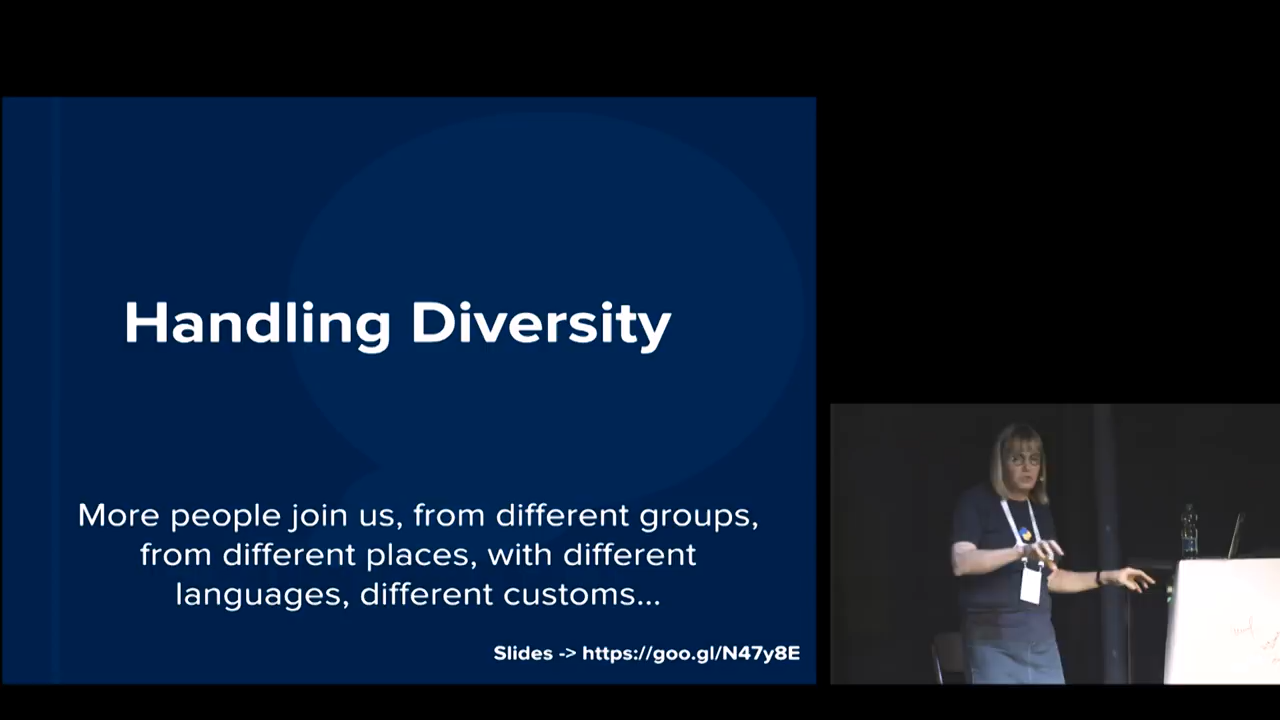 Handling Diversity
More people join us, from different groups,
from different places, with different
languages, different customs...
Slides -> https://goo.gl/N47y8E